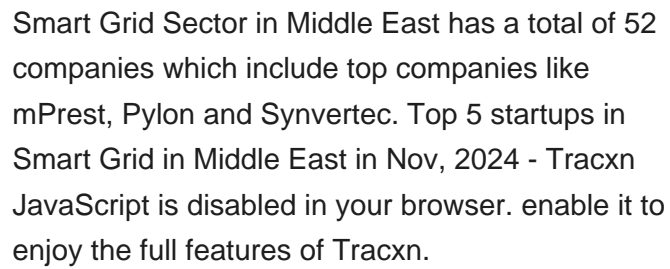 Smart Grid Sector in Middle East has a total of 52
companies which include top companies like
mPrest, Pylon and Synvertec. Top 5 startups in
Smart Grid in Middle East in Nov, 2024 - Tracxn
JavaScript is disabled in your browser. enable it to
enjoy the full features of Tracxn.